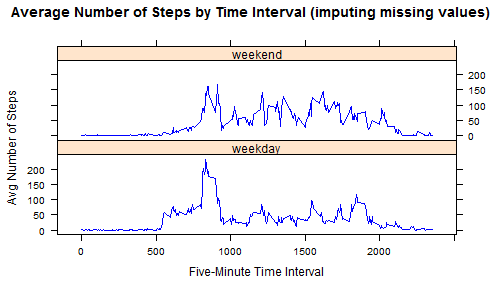 Average Number of Steps by Time Interval (imputing missing values)
weekend
200
150
100
50
0
weekday
200
150
100
50
0
Avg Number of Steps
0 500 1000 1500 2000
Five-Minute Time Interval